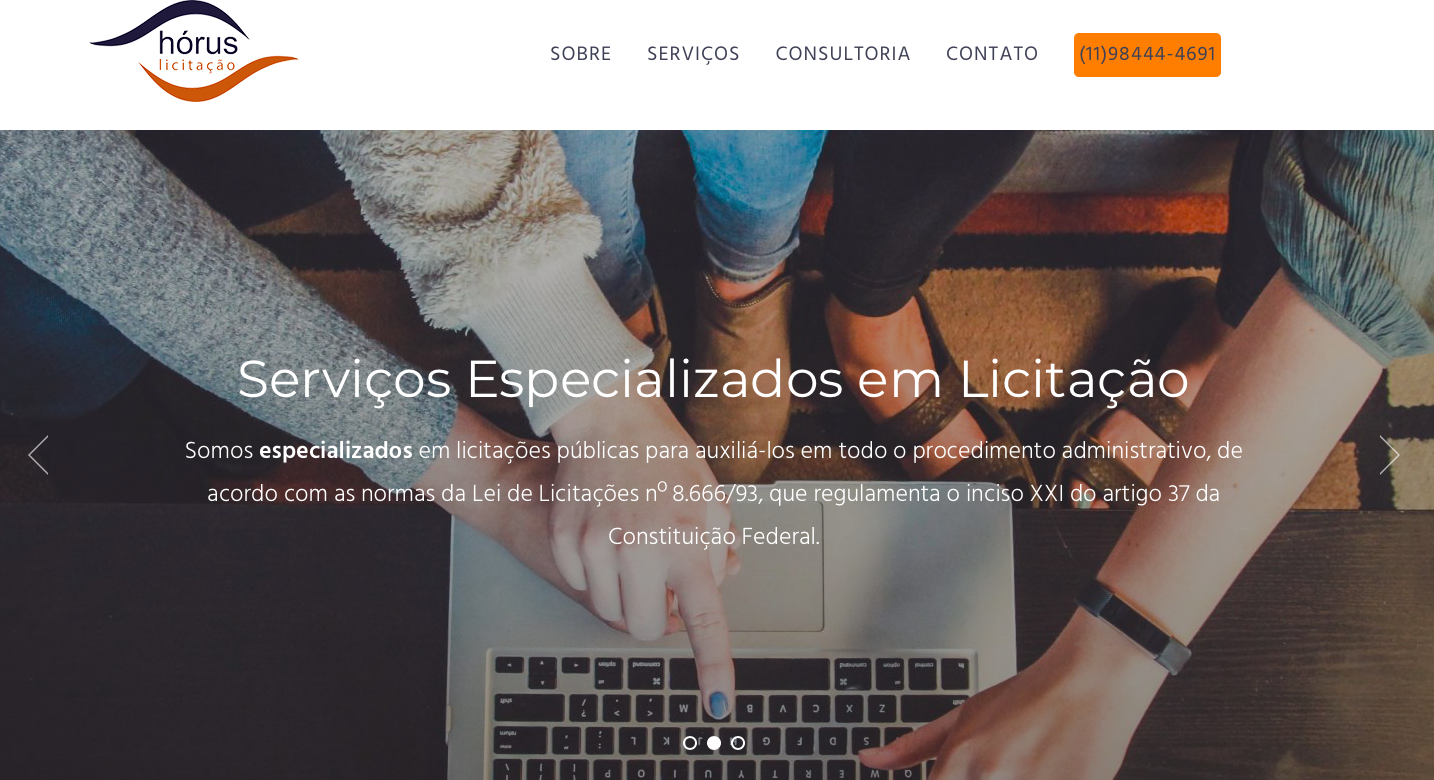 hórus
licitação
SOBRE SERVIÇOS CONSULTORIA CONTATO (11)98444-4691
Serviços Especializados em Licitação
Somos especializados em licitações públicas para auxiliá-los em todo o procedimento administrativo, de
acordo com as normas da Lei de Licitações nº 8.666/93, que regulamenta o inciso XXI do artigo 37 da
Constituição Federal.